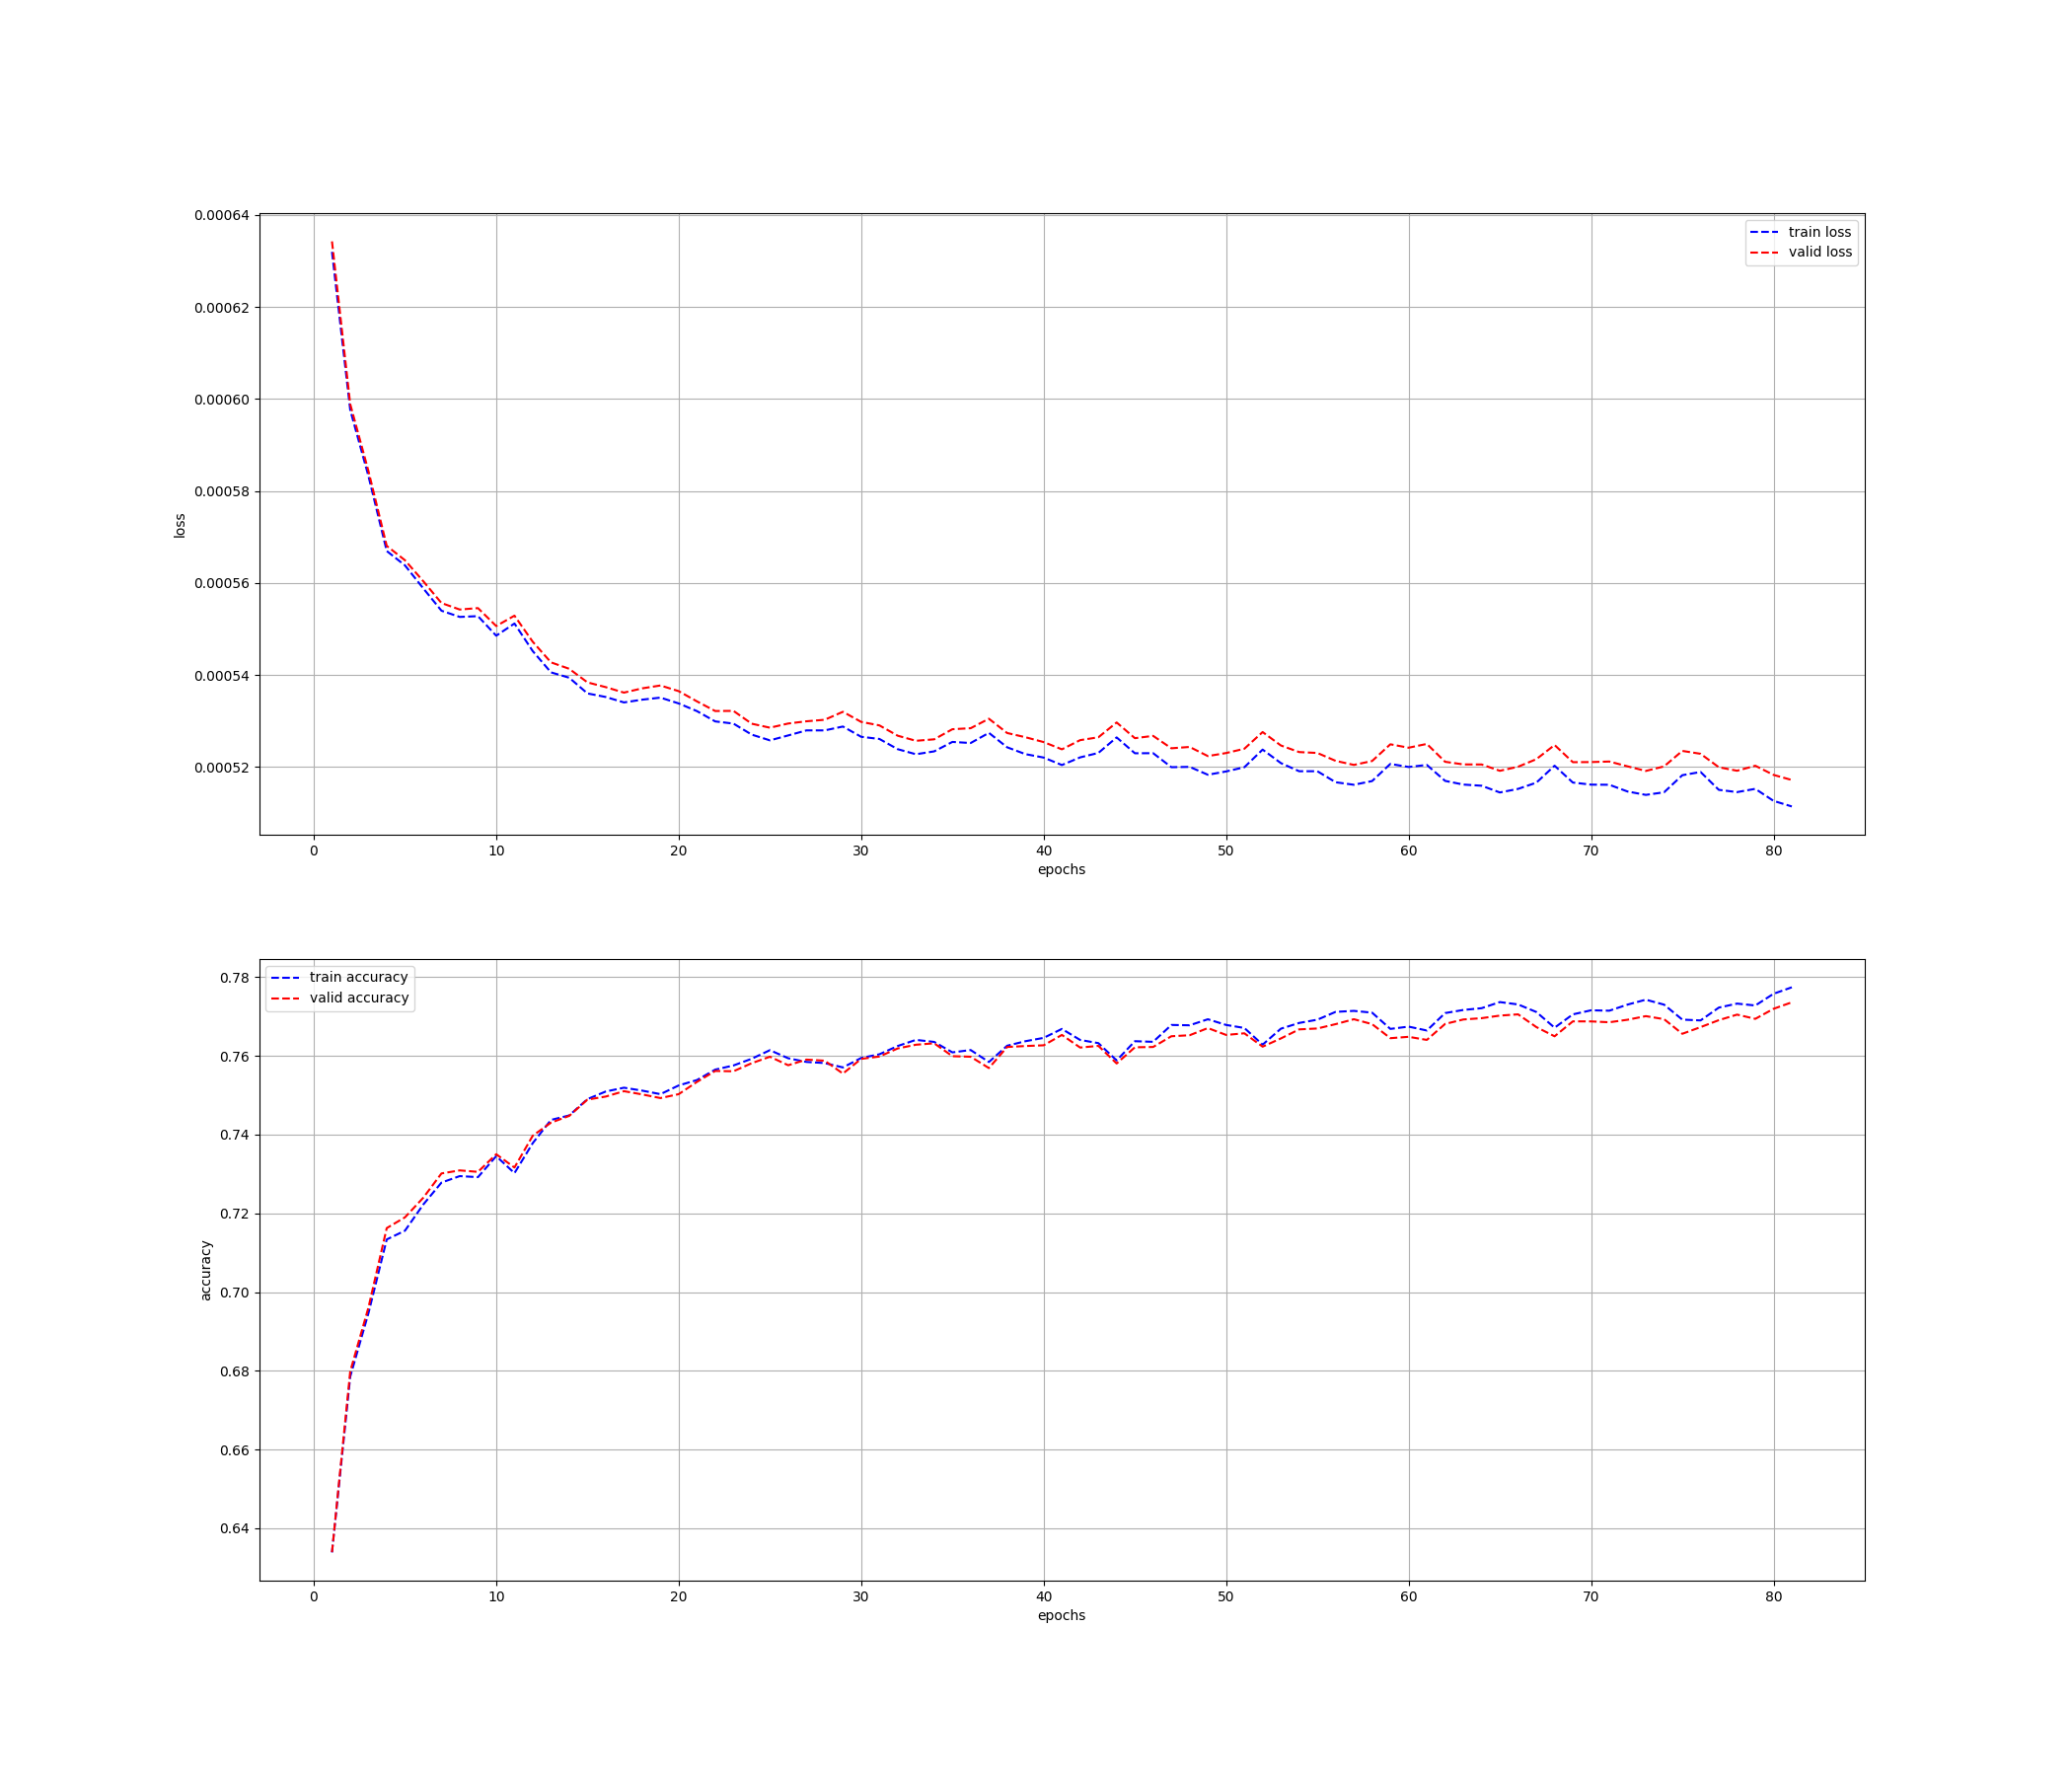 0.00064
train loss
valid loss
0.00062
0.00060
0.00058
loss
0.00056
0.00054
0.00052
0 10 20 30 40 50 60 70 80
epochs
0.78
train accuracy
valid accuracy
0.76
0.74
0.72
accuracy
0.70
0.68
0.66
0.64
0 10 20 30 40 50 60 70 80
epochs